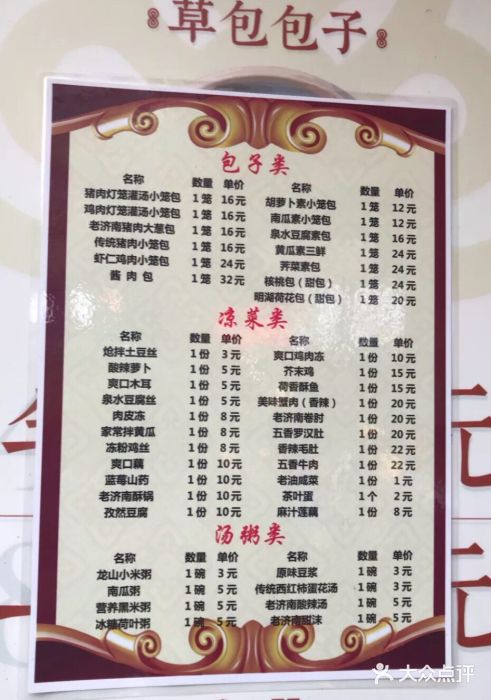 草包包子
包子类
名称 数量 单价
猪肉灯笼灌汤小笼包 1笼 16元
鸡肉灯笼灌汤小笼包 1笼 16元
老济南猪肉大葱包 1笼 16元
传统猪肉小笼包 1笼 16元
虾仁鸡肉小笼包 1笼 24元
酱肉包 1笼 32元
名称 数量 单价
胡萝卜素小笼包 1笼 12元
南瓜素小笼包 1笼 12元
泉水豆腐素包 1笼 16元
黄瓜素三鲜 1笼 24元
荠菜素包 1笼 24元
核桃包（甜包） 1笼 24元
明湖荷花包（甜包） 1笼 20元
凉菜类
名称 数量 单价
炝拌土豆丝 1份 3元
酸辣萝卜 1份 5元
爽口木耳 1份 5元
泉水豆腐丝 1份 5元
肉皮冻 1份 8元
家常拌黄瓜 1份 8元
冻粉鸡丝 1份 8元
爽口藕 1份 10元
蓝莓山药 1份 10元
老济南酥锅 1份 10元
孜然豆腐 1份 10元
名称 数量 单价
爽口鸡肉冻 1份 10元
芥末鸡 1份 15元
荷香酥鱼 1份 15元
美味蟹肉（香辣） 1份 20元
老济南卷肘 1份 20元
五香罗汉肚 1份 20元
香辣毛肚 1份 22元
五香牛肉 1份 22元
老油咸菜 1份 1元
茶叶蛋 1个 2元
麻汁莲藕 1份 8元
汤粥类
名称 数量 单价
龙山小米粥 1碗 3元
南瓜粥 1碗 5元
营养黑米粥 1碗 5元
冰糖荷叶粥 1碗 5元
名称 数量 单价
原味豆浆 1碗 3元
传统西红柿蛋花汤 1碗 3元
老济南酸辣汤 1碗 5元
老济南甜沫 1碗 5元
元
元
大众点评